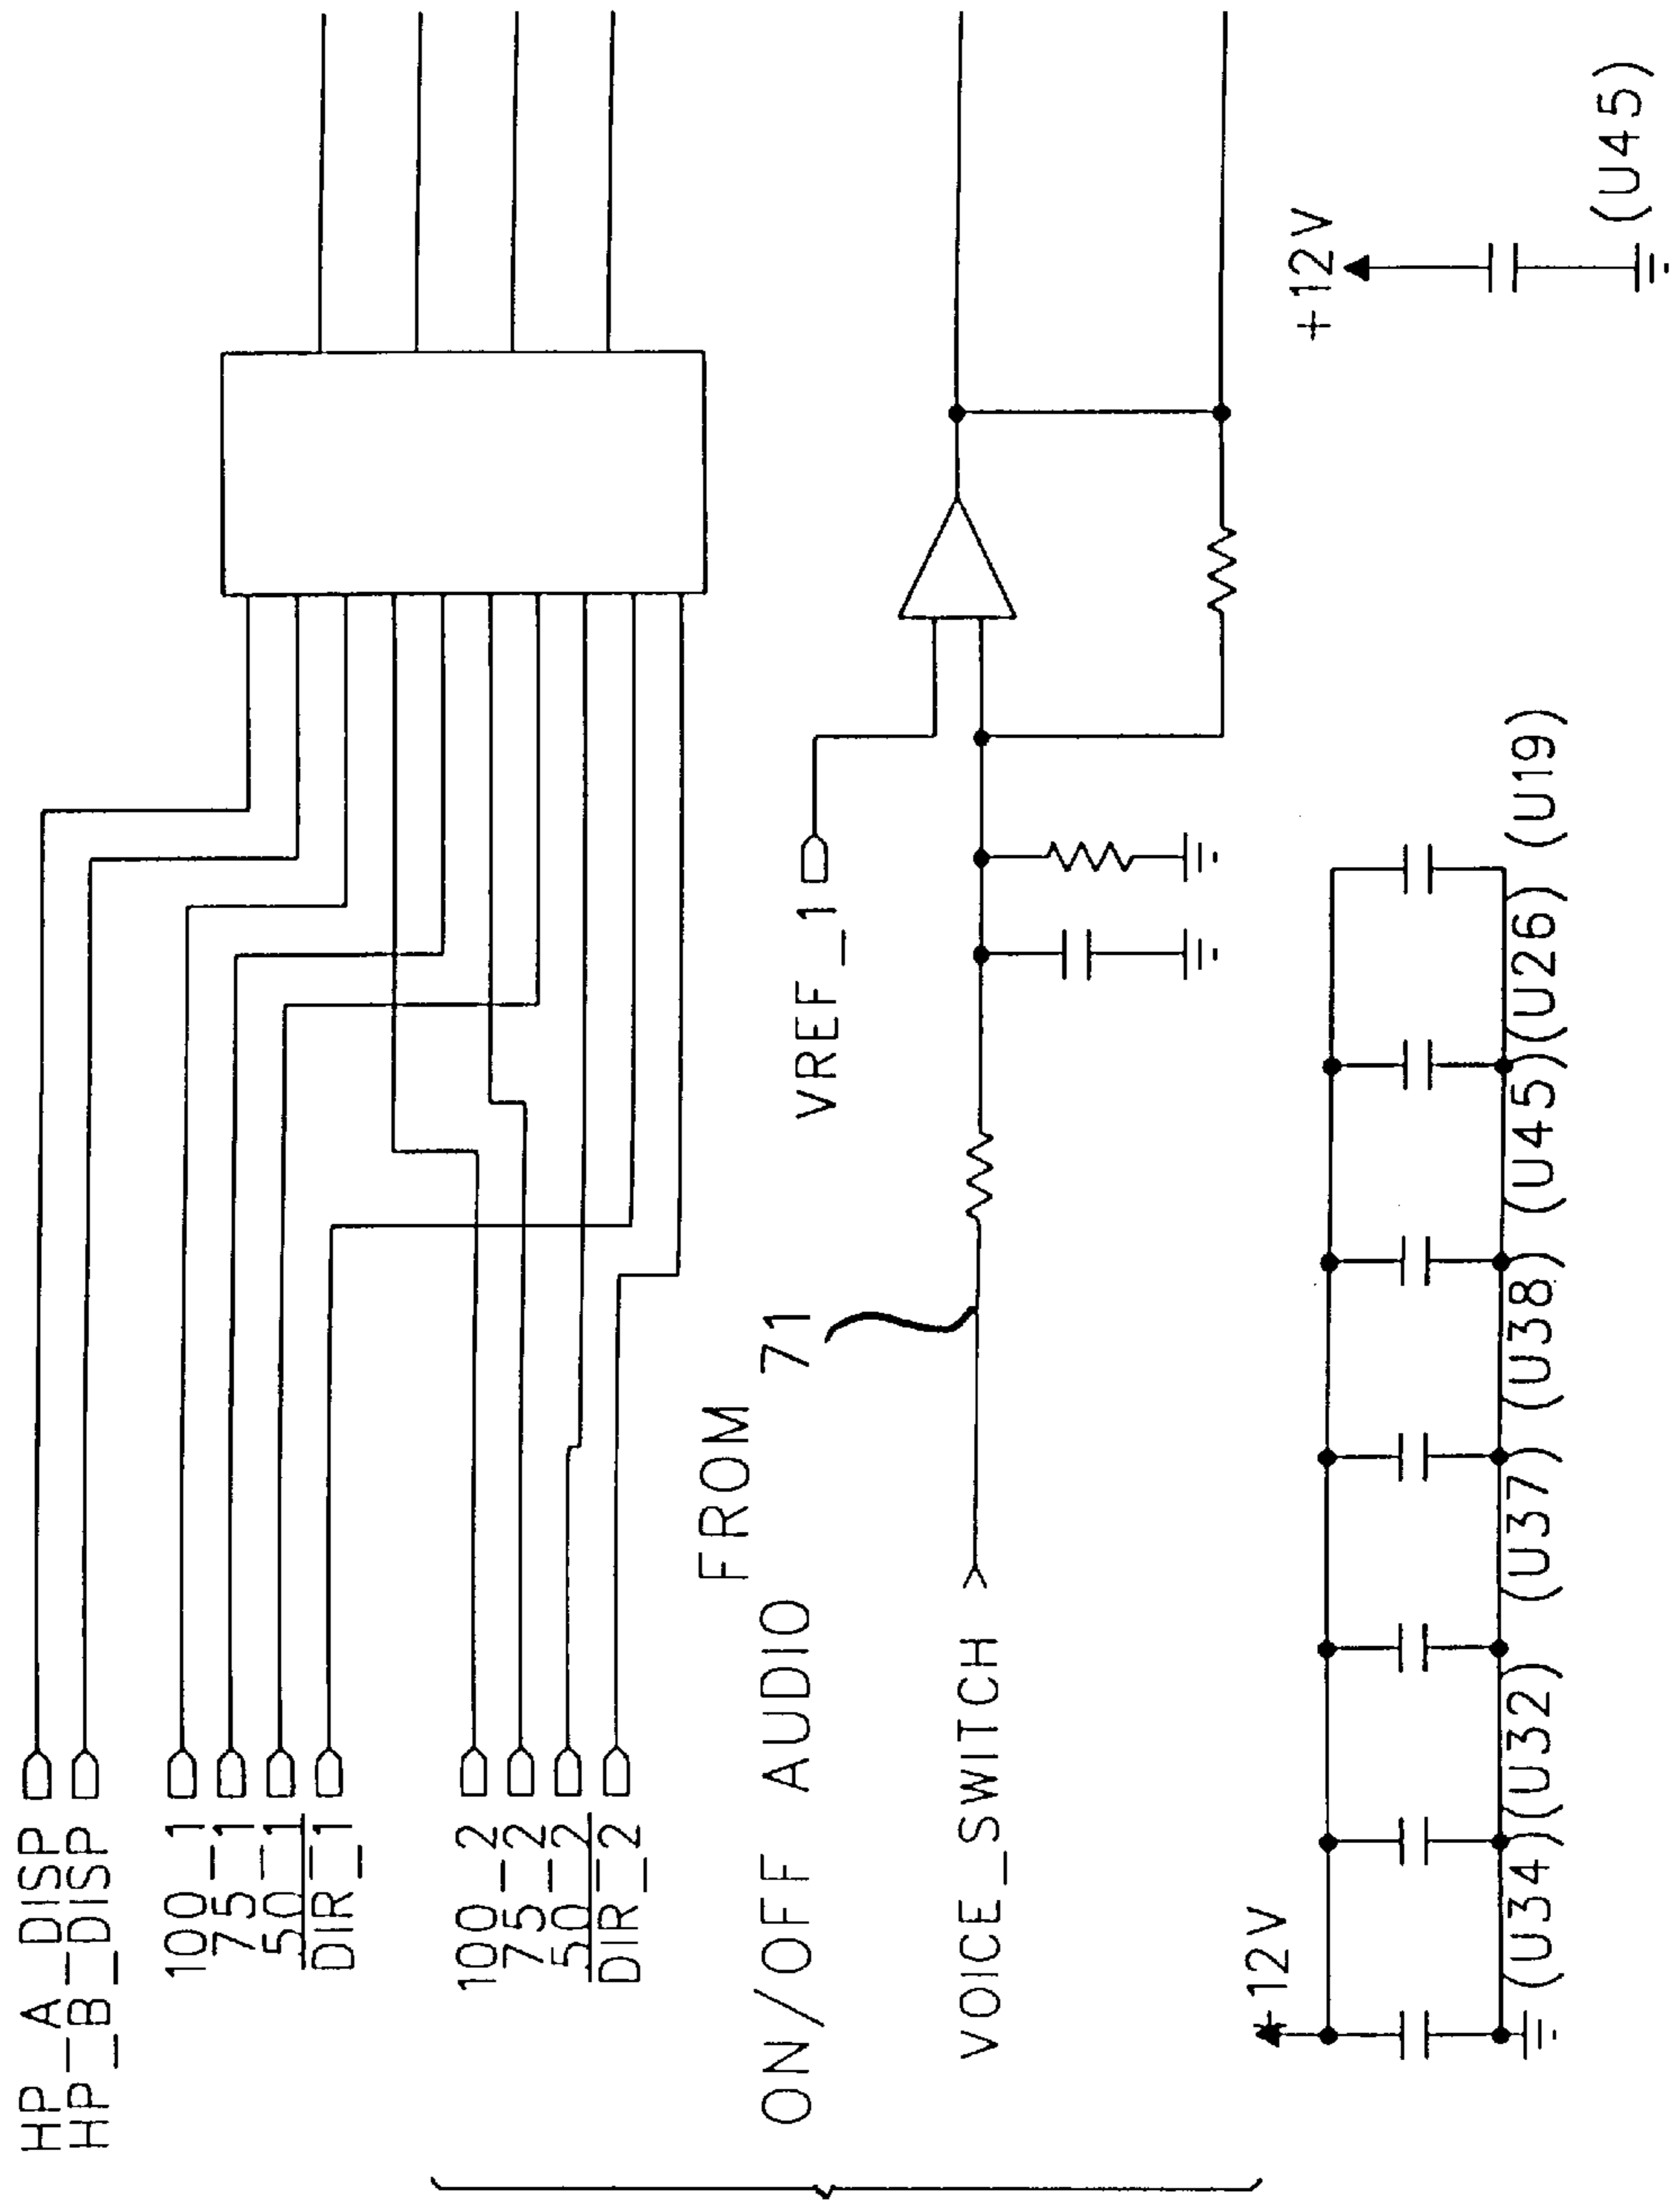 HP_A_DISP
HP_B_DISP
100_1
75_1
50_1
DIR_1
100_2
75_2
50_2
DIR_2
FROM
ON/OFF AUDIO
71
VREF_1
VOICE_SWITCH
+12V
+12V
(U34)(U32) (U37) (U38) (U45)(U26) (U19)
(U45)